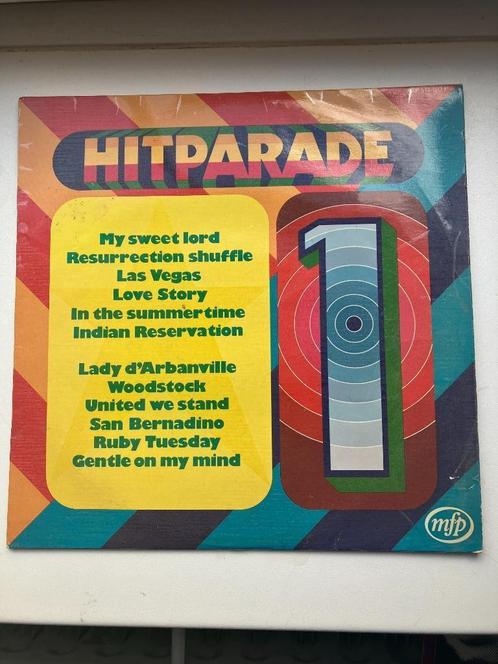 HITPARADE
My sweet lord
Resurrection shuffle
Las Vegas
Love Story
In the summertime
Indian Reservation
Lady d'Arbanville
Woodstock
United we stand
San Bernadino
Ruby Tuesday
Gentle on my mind
1
mfp